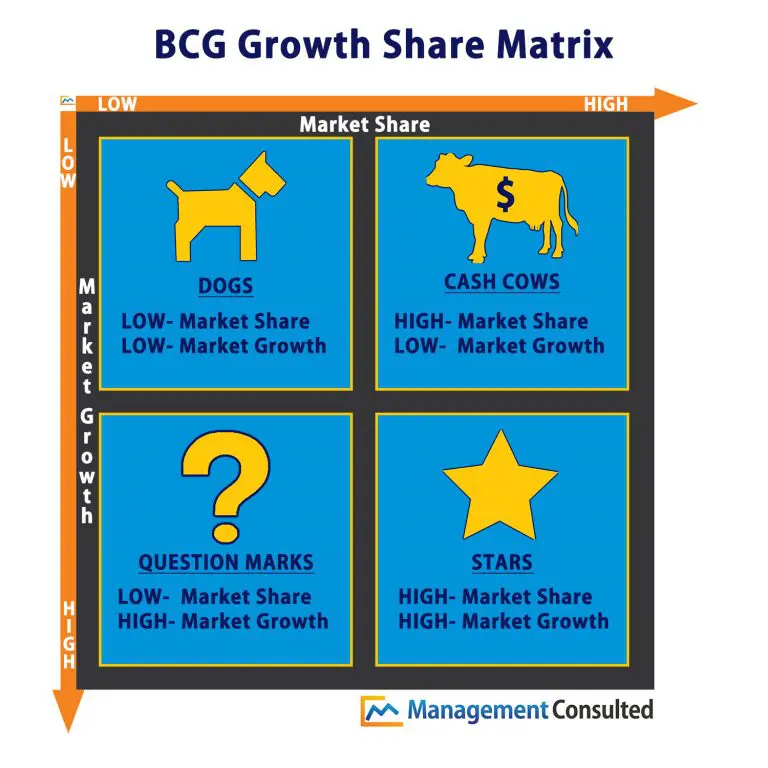 BCG Growth Share Matrix
LOW
HIGH
Market Share
LOW
Market Growth
HIGH
$
DOGS
LOW- Market Share
LOW- Market Growth
CASH COWS
HIGH- Market Share
LOW- Market Growth
?
QUESTION MARKS
LOW- Market Share
HIGH- Market Growth
STARS
HIGH- Market Share
HIGH- Market Growth
Management Consulted